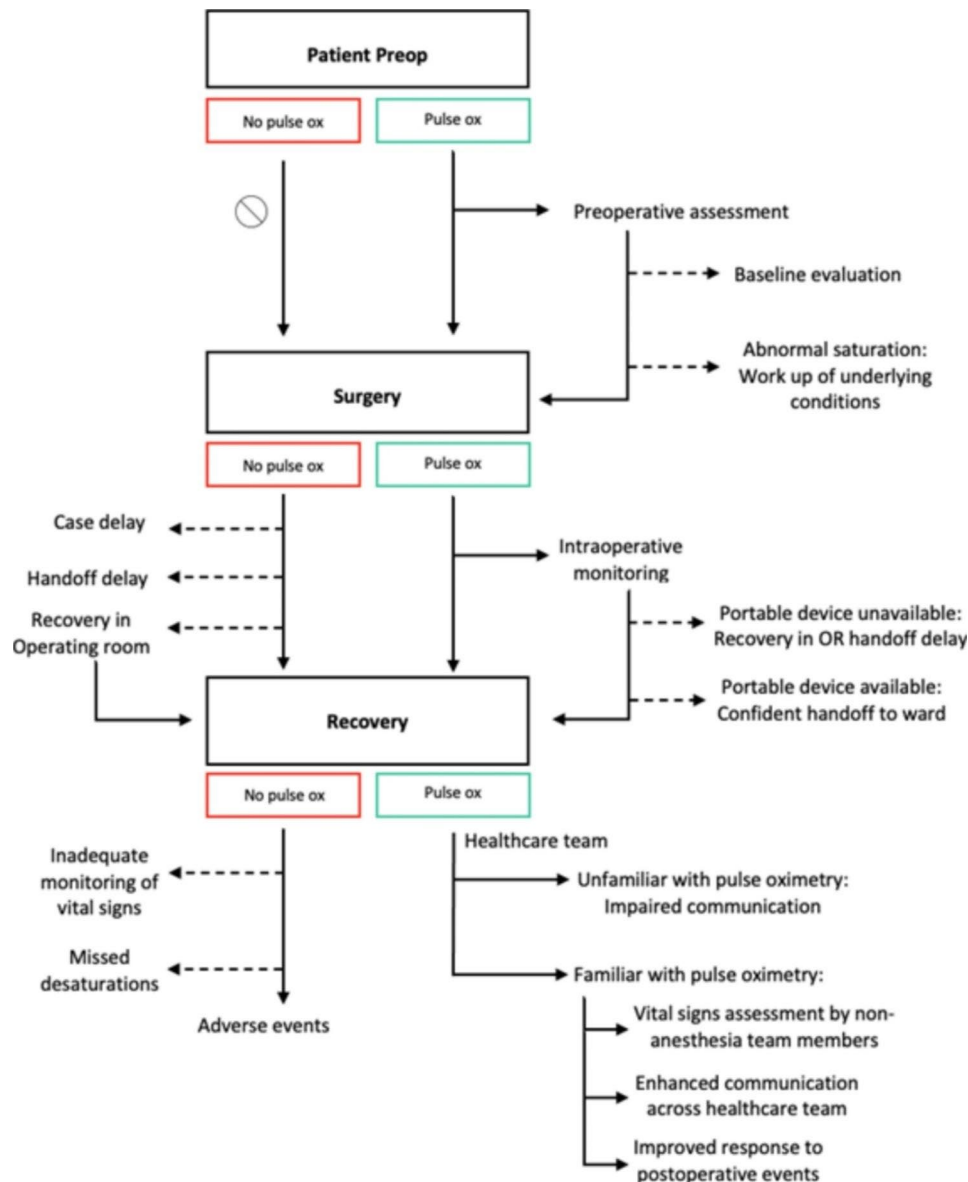 Patient Preop
No pulse ox
Pulse ox
Preoperative assessment
Baseline evaluation
Abnormal saturation:
Work up of underlying
conditions
Surgery
No pulse ox
Pulse ox
Case delay
Handoff delay
Recovery in
Operating room
Intraoperative
monitoring
Portable device unavailable:
Recovery in OR handoff delay
Portable device available:
Confident handoff to ward
Recovery
No pulse ox
Pulse ox
Inadequate
monitoring of
vital signs
Missed
desaturations
Adverse events
Healthcare team
Unfamiliar with pulse oximetry:
Impaired communication
Familiar with pulse oximetry:
Vital signs assessment by non-
anesthesia team members
Enhanced communication
across healthcare team
Improved response to
postoperative events